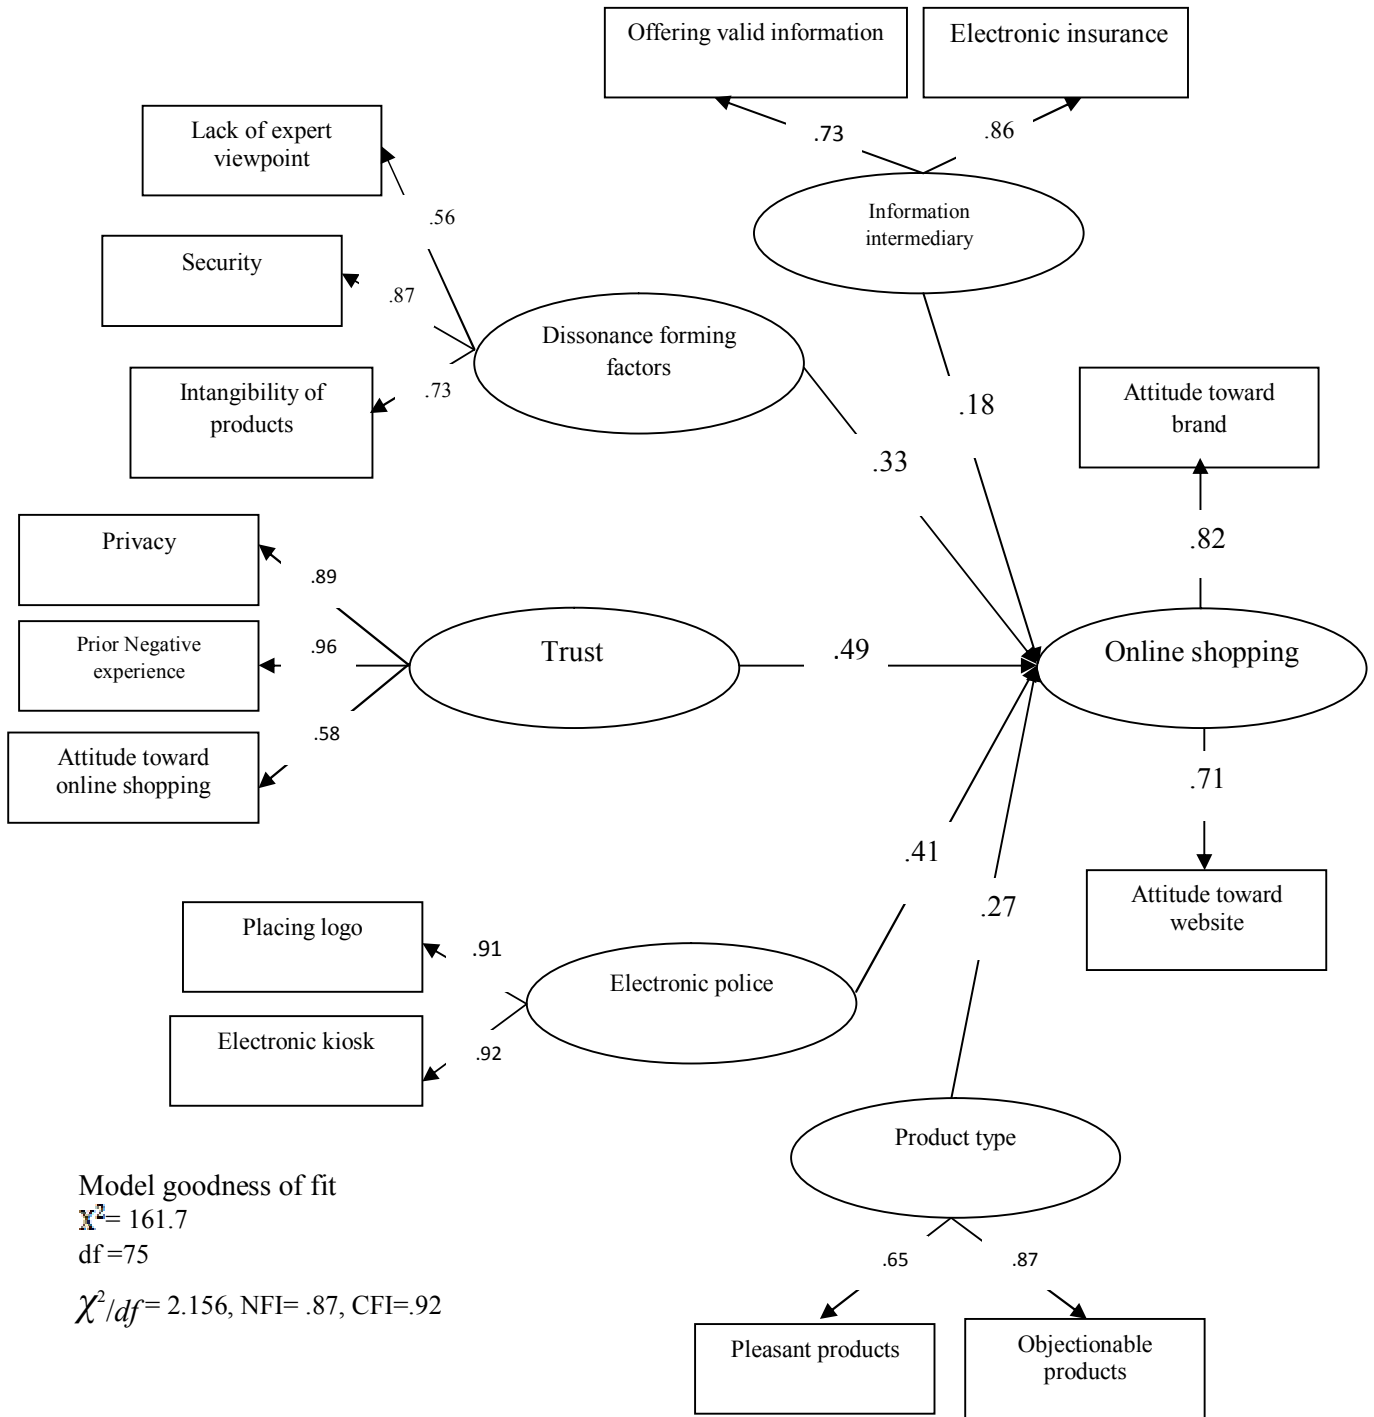 Offering valid information
Electronic insurance
.73
.86
Information
intermediary
Lack of expert
viewpoint
.56
Security
.87
Intangibility of
products
.73
Dissonance forming
factors
.18
.33
Attitude toward
brand
.82
Privacy
.89
Prior Negative
experience
.96
Attitude toward
online shopping
.58
Trust
.49
Online shopping
.71
Attitude toward
website
.41
.27
Placing logo
.91
Electronic kiosk
.92
Electronic police
Product type
.65
.87
Pleasant products
Objectionable
products
Model goodness of fit
χ²= 161.7
df =75
χ²/df= 2.156, NFI= .87, CFI=.92